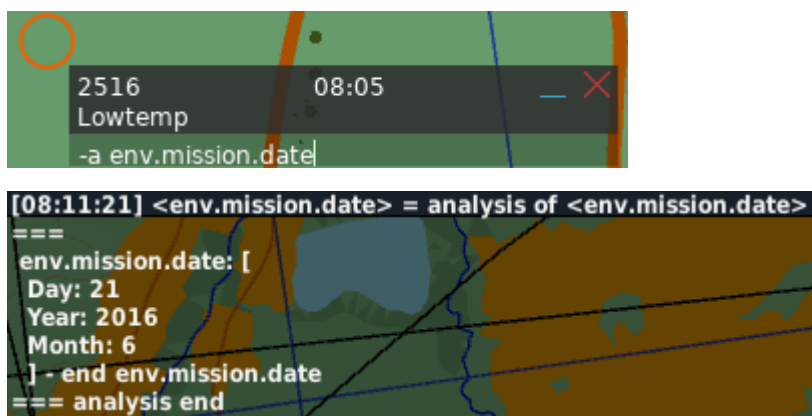 2516 08:05
Lowtemp
-a env.mission.date
[08:11:21] <env.mission.date> = analysis of <env.mission.date>
===
env.mission.date: [
Day: 21
Year: 2016
Month: 6
] - end env.mission.date
=== analysis end